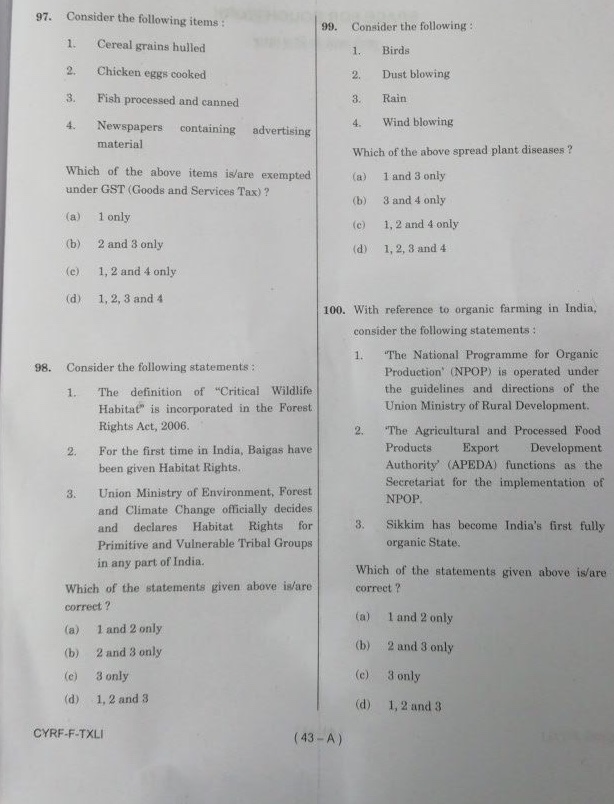 97. Consider the following items :
1. Cereal grains hulled
2. Chicken eggs cooked
3. Fish processed and canned
4. Newspapers containing advertising
material
Which of the above items is/are exempted
under GST (Goods and Services Tax) ?
(a) 1 only
(b) 2 and 3 only
(c) 1, 2 and 4 only
(d) 1, 2, 3 and 4
98. Consider the following statements :
1. The definition of "Critical Wildlife
Habitat" is incorporated in the Forest
Rights Act, 2006.
2. For the first time in India, Baigas have
been given Habitat Rights.
3. Union Ministry of Environment, Forest
and Climate Change officially decides
and declares Habitat Rights for
Primitive and Vulnerable Tribal Groups
in any part of India.
Which of the statements given above is/are
correct ?
(a) 1 and 2 only
(b) 2 and 3 only
(c) 3 only
(d) 1, 2 and 3
99. Consider the following :
1. Birds
2. Dust blowing
3. Rain
4. Wind blowing
Which of the above spread plant diseases ?
(a) 1 and 3 only
(b) 3 and 4 only
(c) 1, 2 and 4 only
(d) 1, 2, 3 and 4
100. With reference to organic farming in India,
consider the following statements :
1. 'The National Programme for Organic
Production' (NPOP) is operated under
the guidelines and directions of the
Union Ministry of Rural Development.
2. 'The Agricultural and Processed Food
Products Export Development
Authority' (APEDA) functions as the
Secretariat for the implementation of
NPOP.
3. Sikkim has become India's first fully
organic State.
Which of the statements given above is/are
correct ?
(a) 1 and 2 only
(b) 2 and 3 only
(c) 3 only
(d) 1, 2 and 3
CYRF-F-TXLI
( 43 – A )